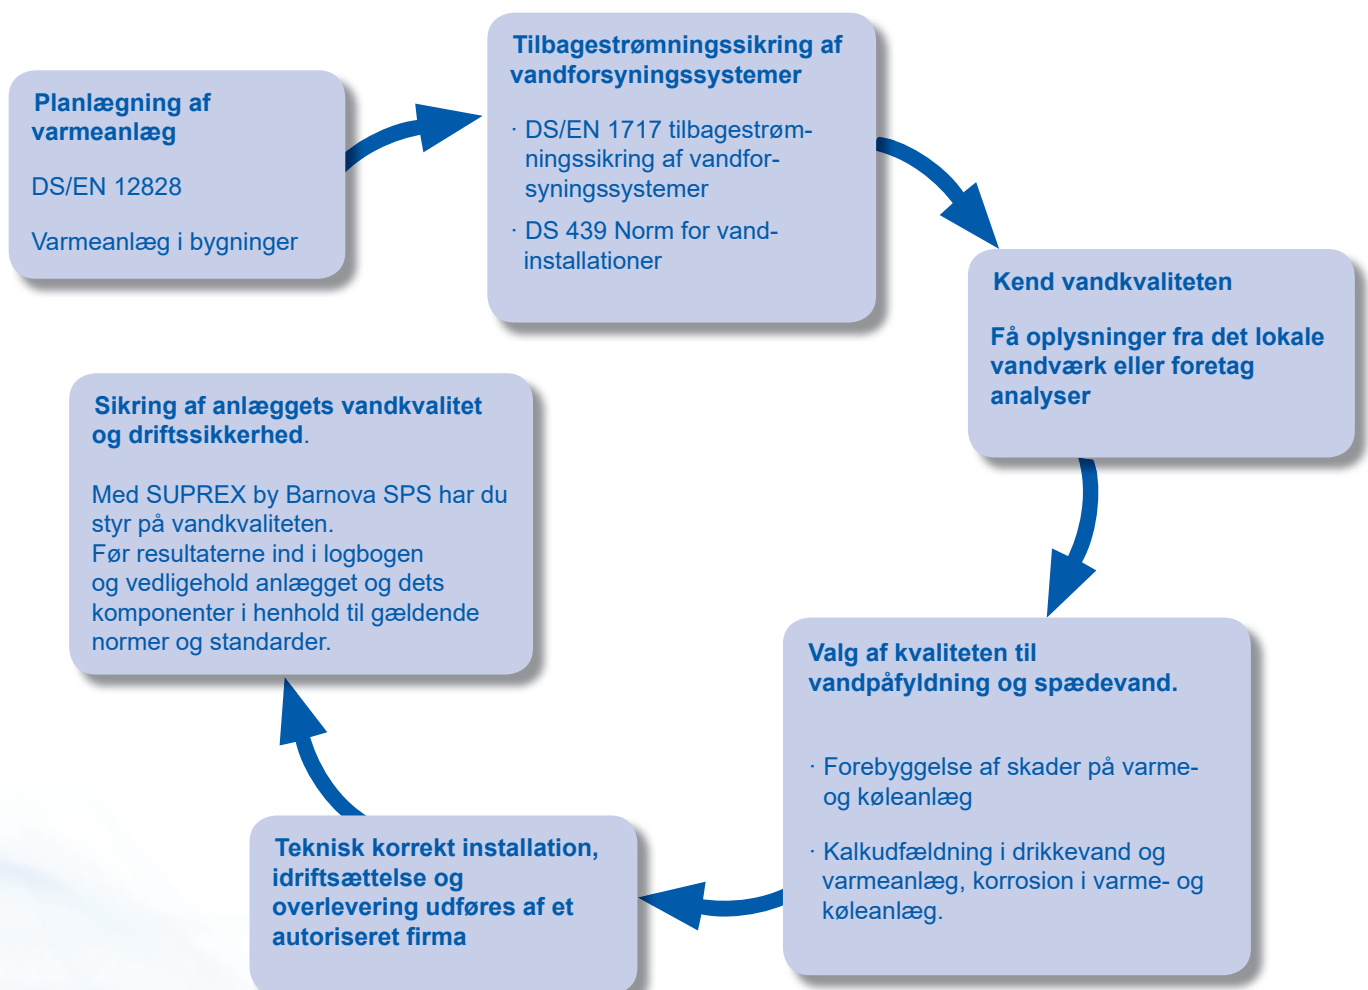 Planlægning af
varmeanlæg
DS/EN 12828
Varmeanlæg i bygninger
Tilbagestrømningssikring af
vandforsyningssystemer
· DS/EN 1717 tilbagestrøm-
ningssikring af vandfor-
syningssystemer
· DS 439 Norm for vand-
installationer
Kend vandkvaliteten
Få oplysninger fra det lokale
vandværk eller foretag
analyser
Valg af kvaliteten til
vandpåfyldning og spædevand.
· Forebyggelse af skader på varme-
og køleanlæg
· Kalkudfældning i drikkevand og
varmeanlæg, korrosion i varme- og
køleanlæg.
Teknisk korrekt installation,
idriftsættelse og
overlevering udføres af et
autoriseret firma
Sikring af anlæggets vandkvalitet
og driftssikkerhed.
Med SUPREX by Barnova SPS har du
styr på vandkvaliteten.
Før resultaterne ind i logbogen
og vedligehold anlægget og dets
komponenter i henhold til gældende
normer og standarder.